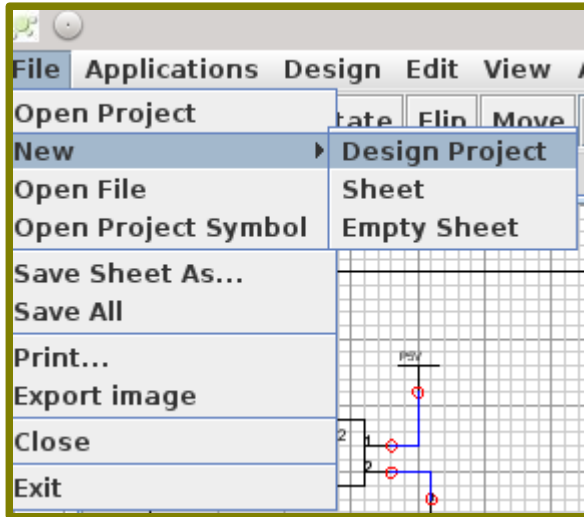 File Applications Design Edit View
Open Project
tate Flip Move
New Design Project
Open File Sheet
Open Project Symbol Empty Sheet
Save Sheet As...
Save All
Print...
P5V
Export image
2 1
Close
2
Exit